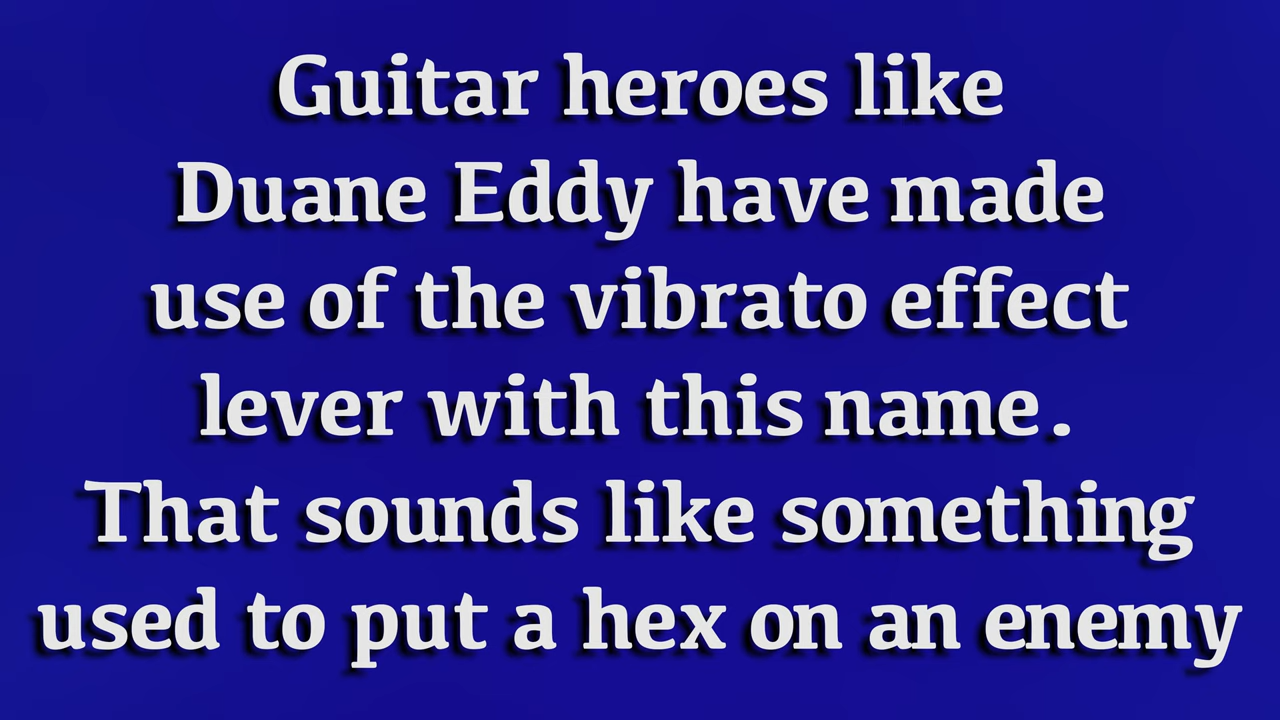 Guitar heroes like
Duane Eddy have made
use of the vibrato effect
lever with this name.
That sounds like something
used to put a hex on an enemy